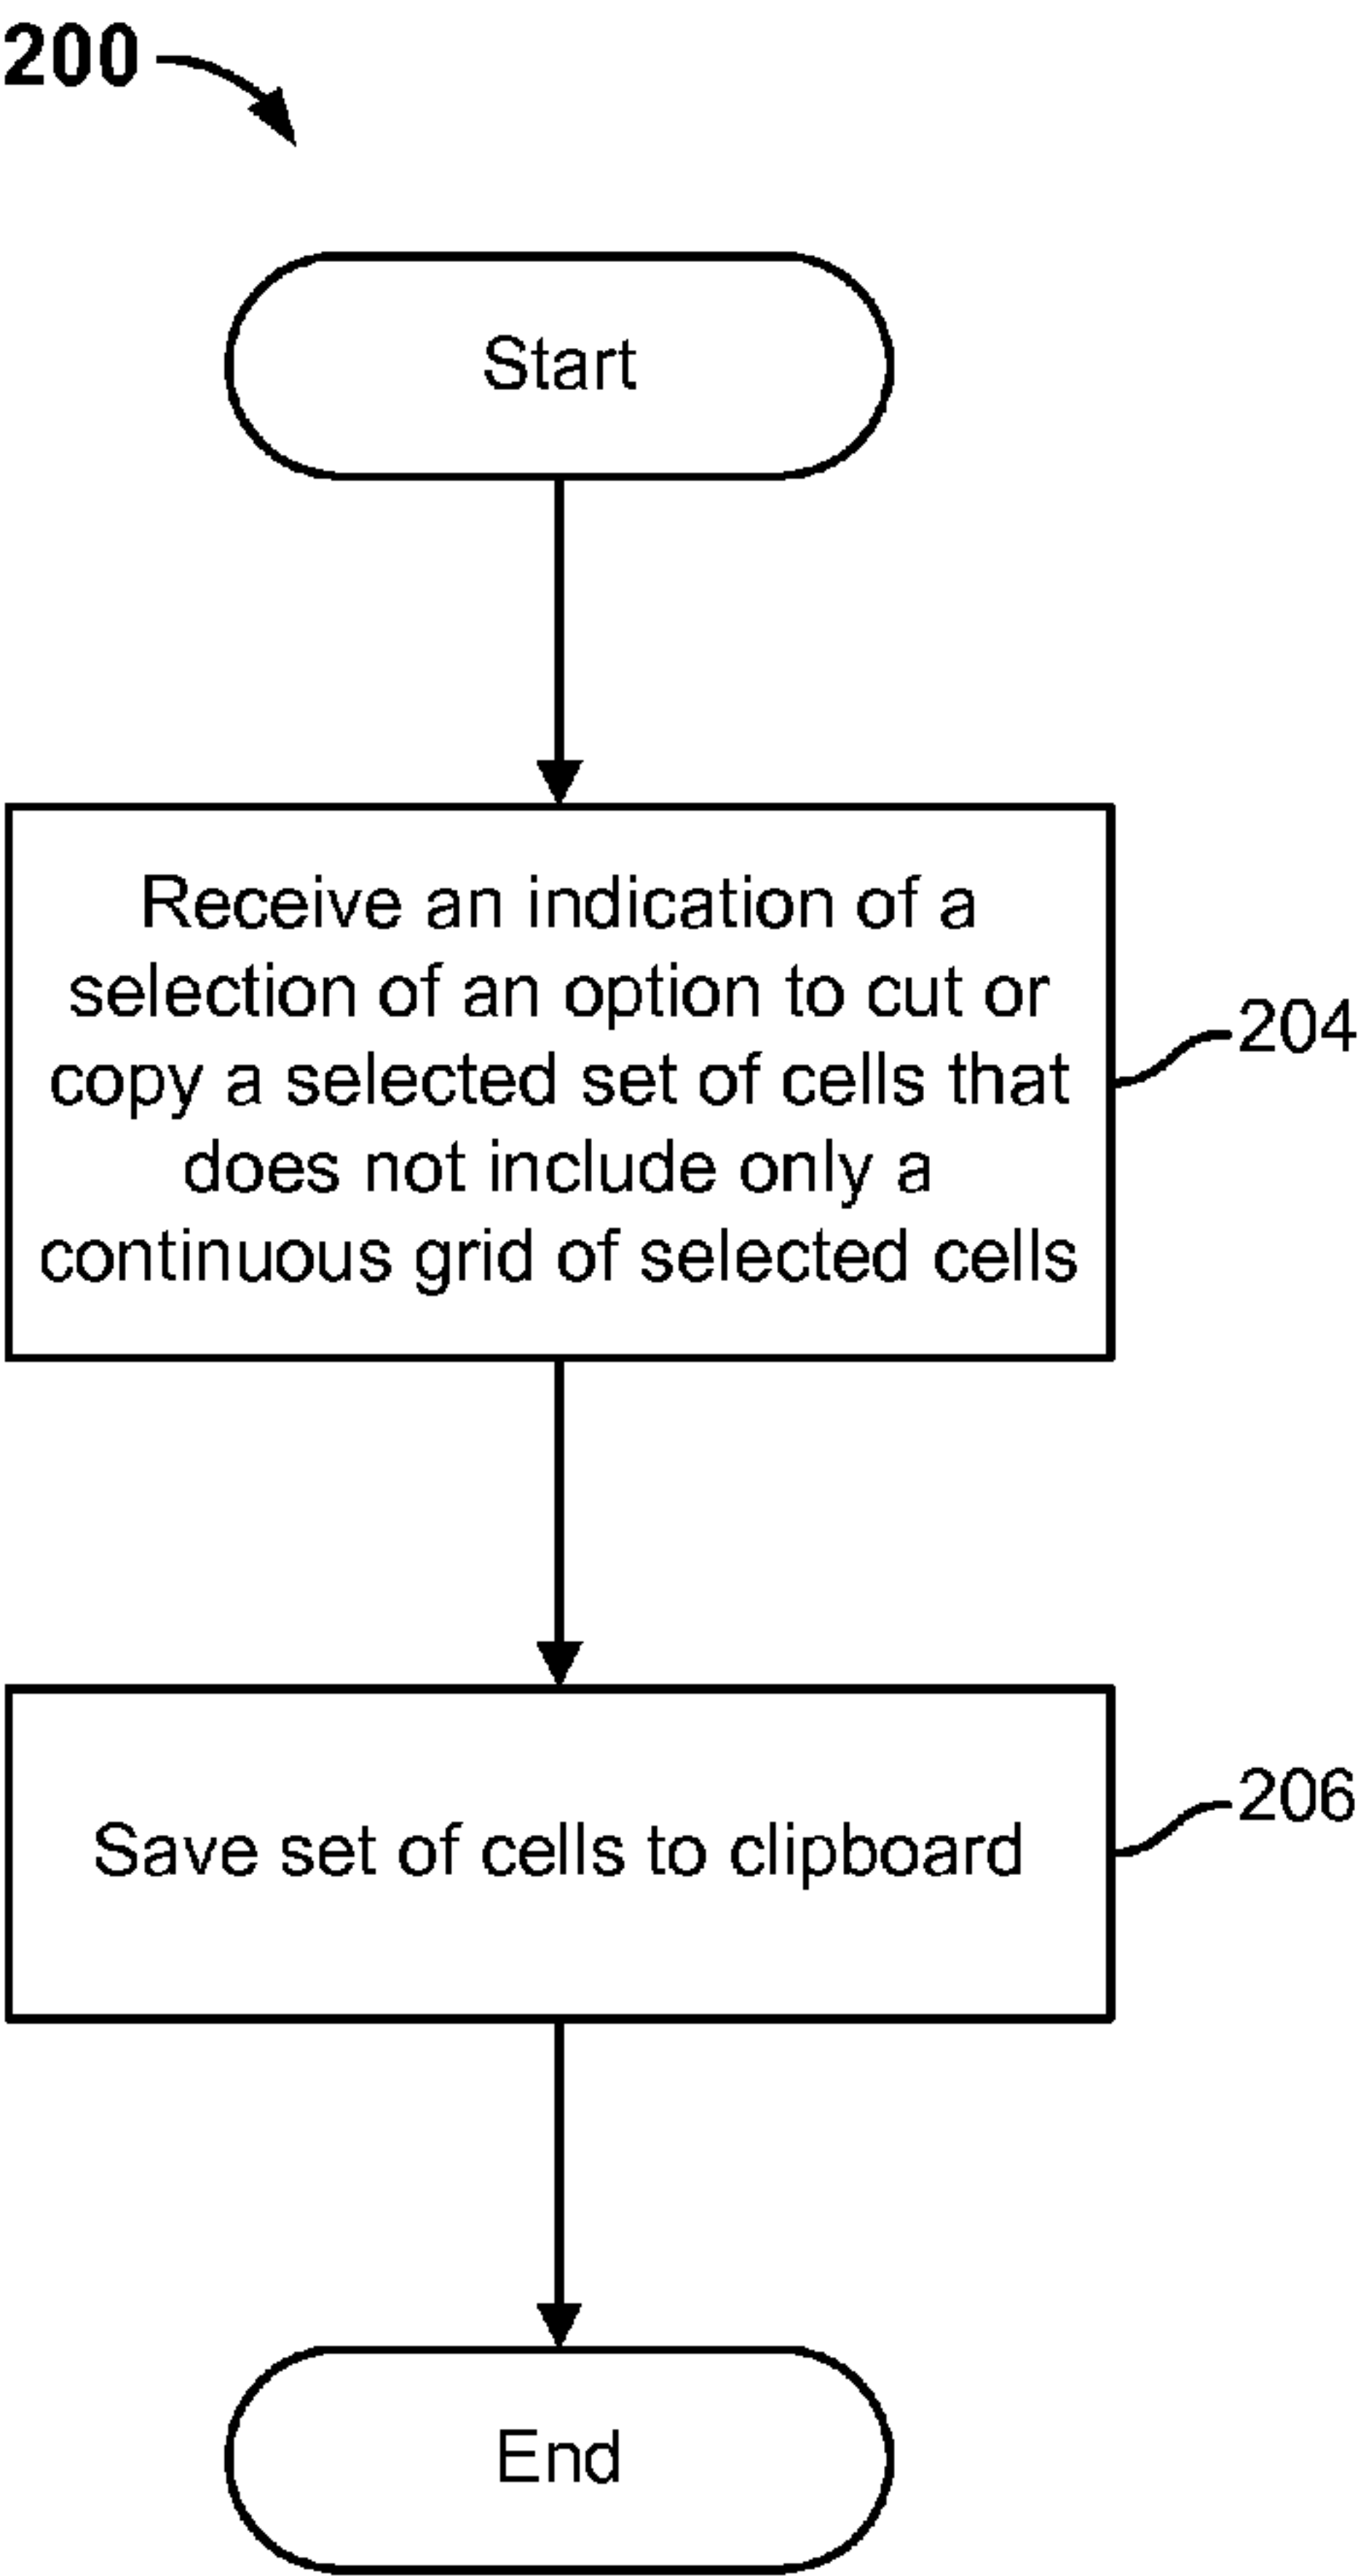 200
Start
Receive an indication of a
selection of an option to cut or
copy a selected set of cells that
does not include only a
continuous grid of selected cells
204
Save set of cells to clipboard
206
End